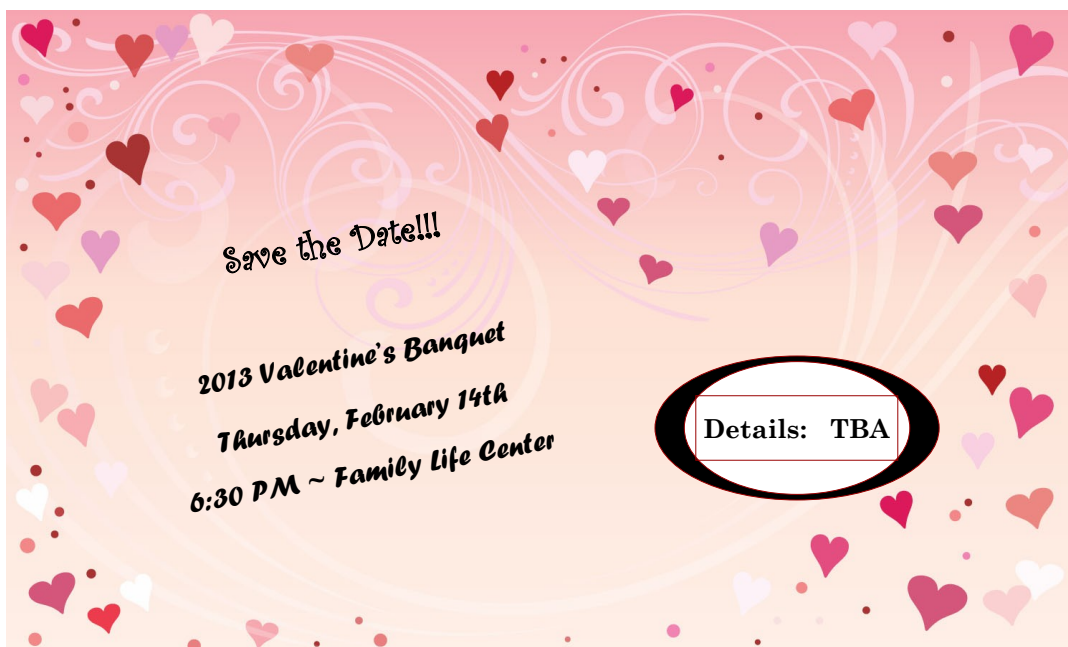 Save the Date!!!
2013 Valentine's Banquet
Thursday, February 14th
6:30 PM ~ Family Life Center
Details: TBA